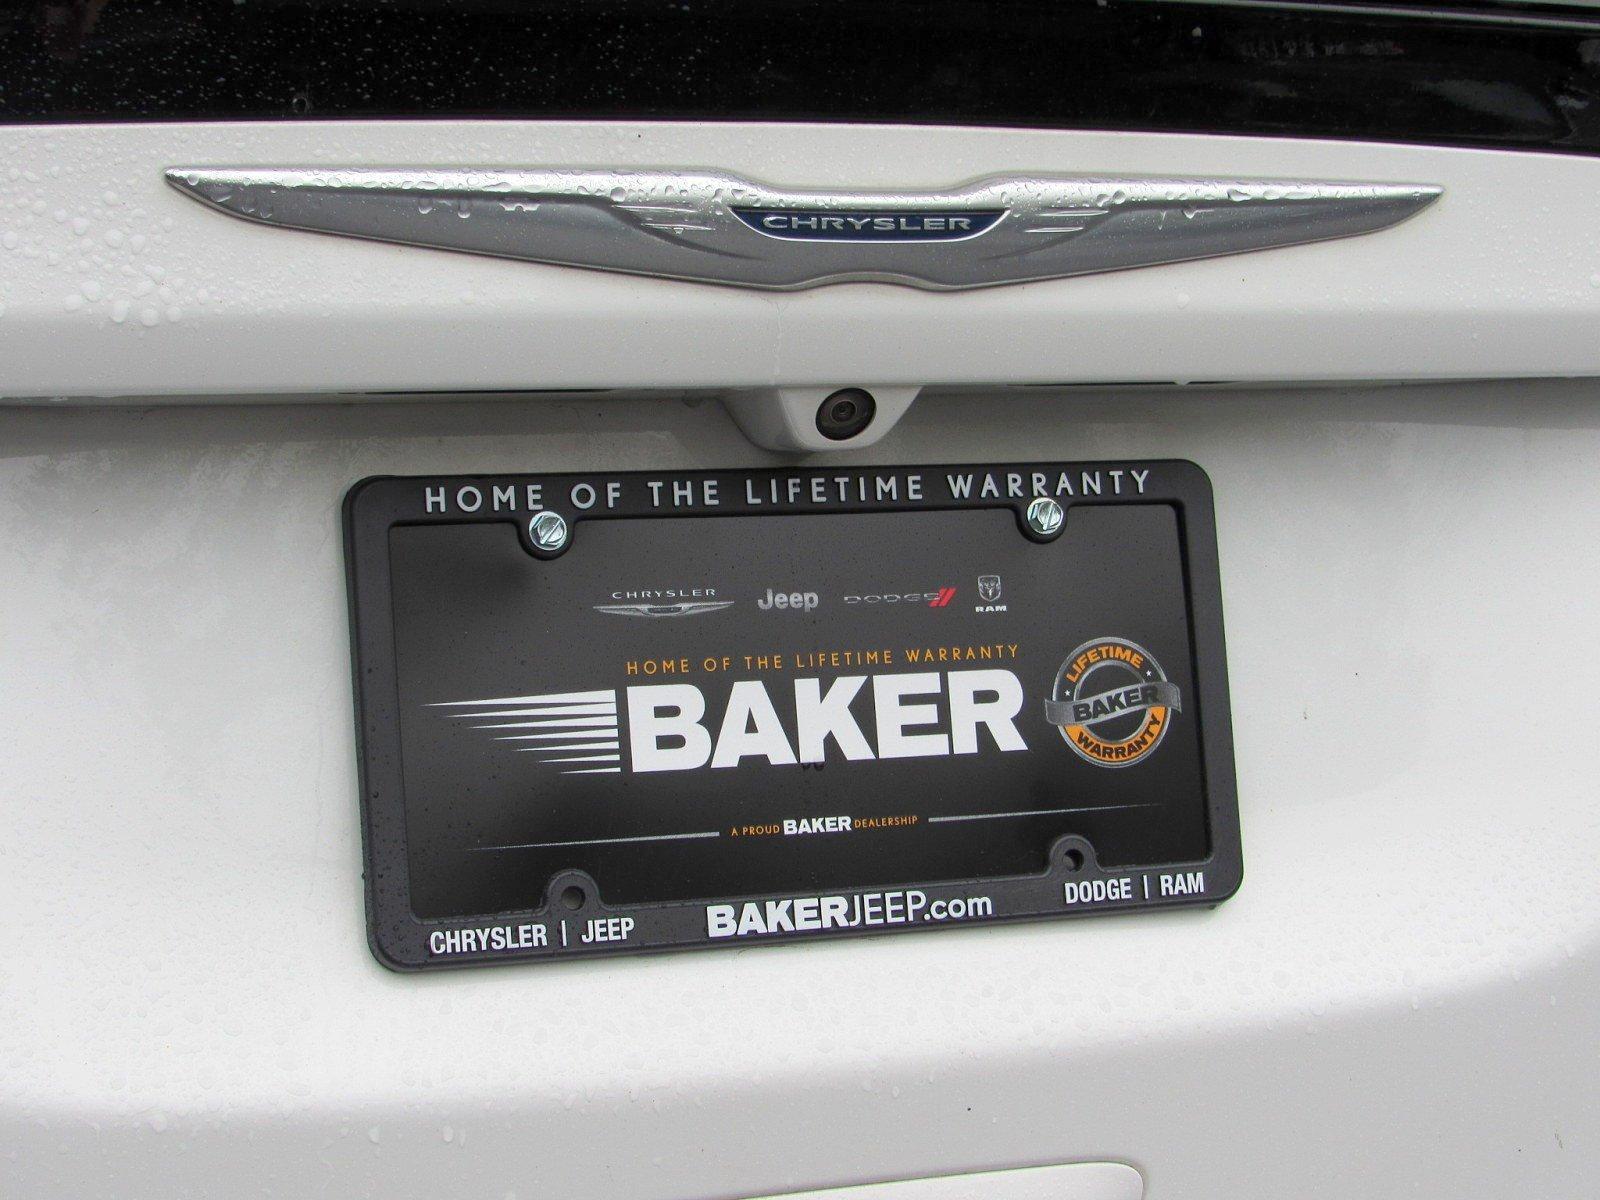 CHRYSLER
HOME OF THE LIFETIME WARRANTY
CHRYSLER Jeep DODGE RAM
HOME OF THE LIFETIME WARRANTY
BAKER
LIFETIME
BAKER
WARRANTY
A PROUD BAKER DEALERSHIP
CHRYSLER | JEEP BAKERJEEP.com DODGE | RAM